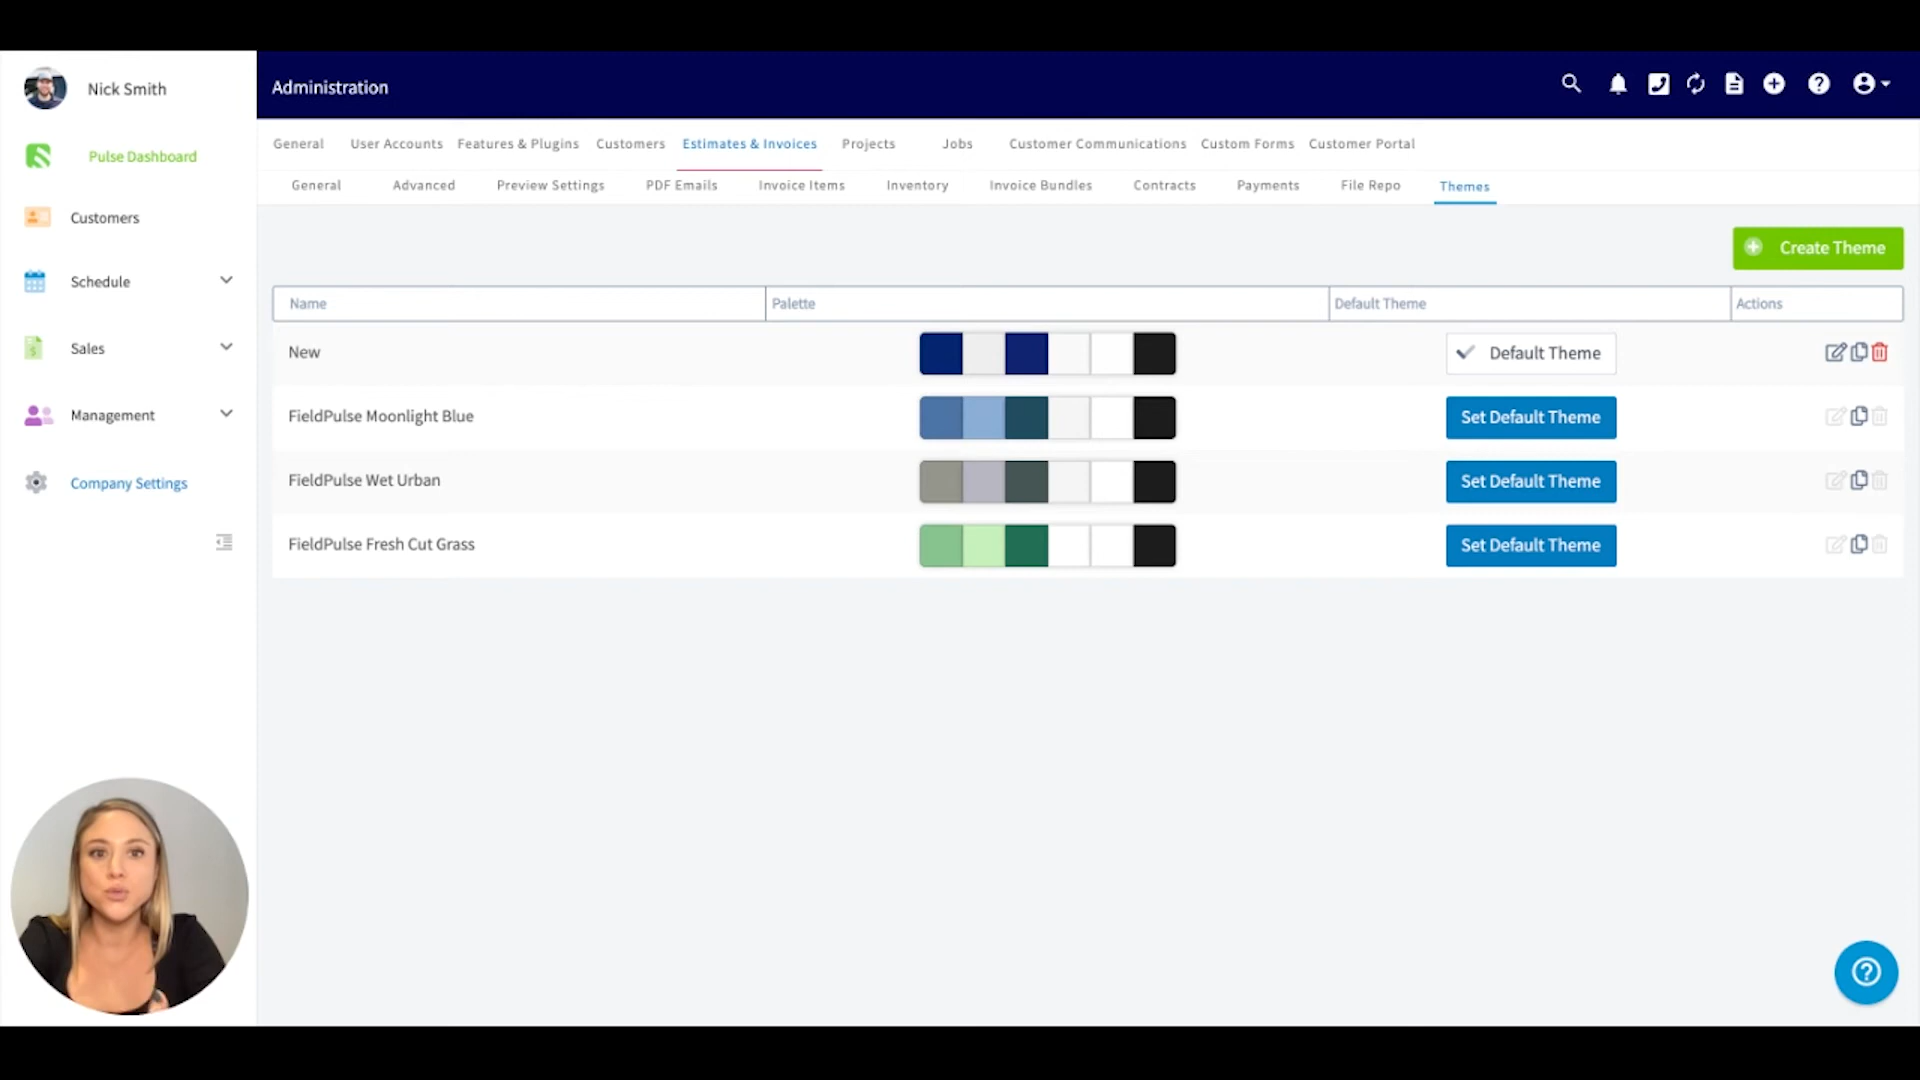 Nick Smith
Administration
Pulse Dashboard
Customers
Schedule
Sales
Management
Company Settings
General User Accounts Features & Plugins Customers Estimates & Invoices Projects Jobs Customer Communications Custom Forms Customer Portal
General Advanced Preview Settings PDF Emails Invoice Items Inventory Invoice Bundles Contracts Payments File Repo Themes
Create Theme
Name Palette Default Theme Actions
New Default Theme
FieldPulse Moonlight Blue Set Default Theme
FieldPulse Wet Urban Set Default Theme
FieldPulse Fresh Cut Grass Set Default Theme